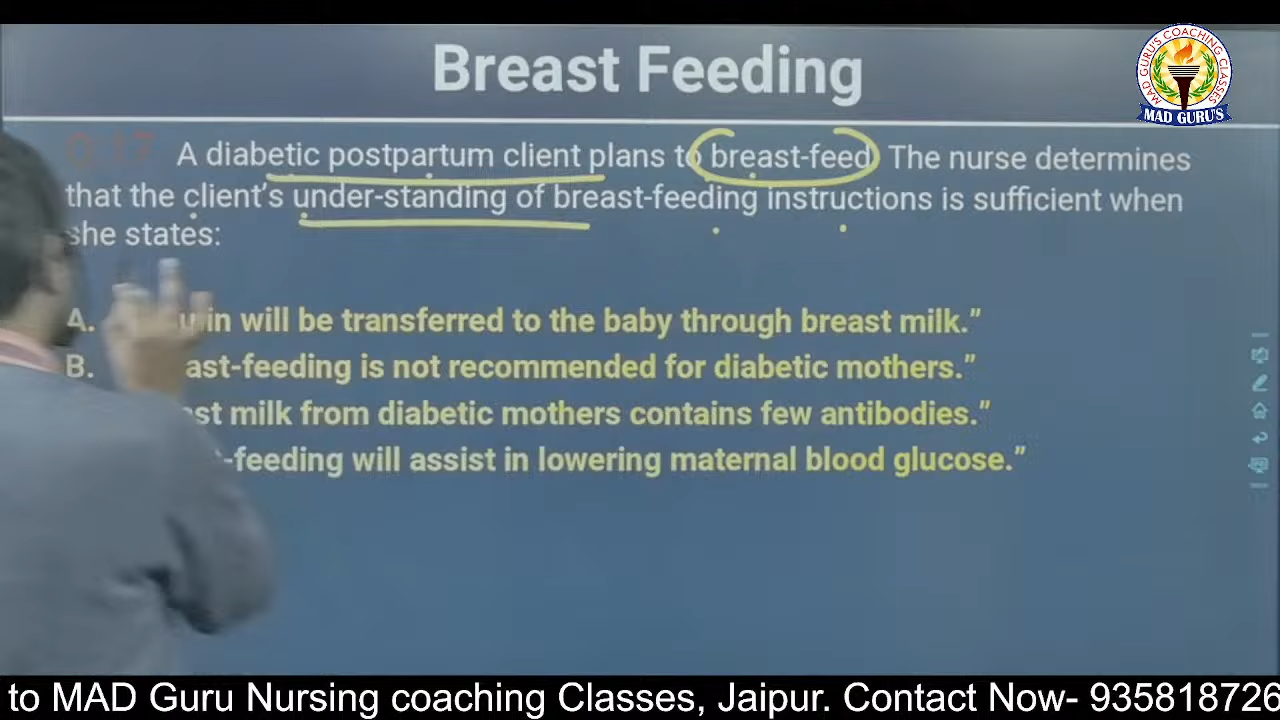 Breast Feeding
MAD GURU'S COACHING CLASSES
MAD GURU'S
Q:17 A diabetic postpartum client plans to breast-feed. The nurse determines
that the client's under-standing of breast-feeding instructions is sufficient when
she states:
A. will be transferred to the baby through breast milk.”
B. ast-feeding is not recommended for diabetic mothers.”
st milk from diabetic mothers contains few antibodies.”
-feeding will assist in lowering maternal blood glucose.”
to MAD Guru Nursing coaching Classes, Jaipur. Contact Now- 935818726